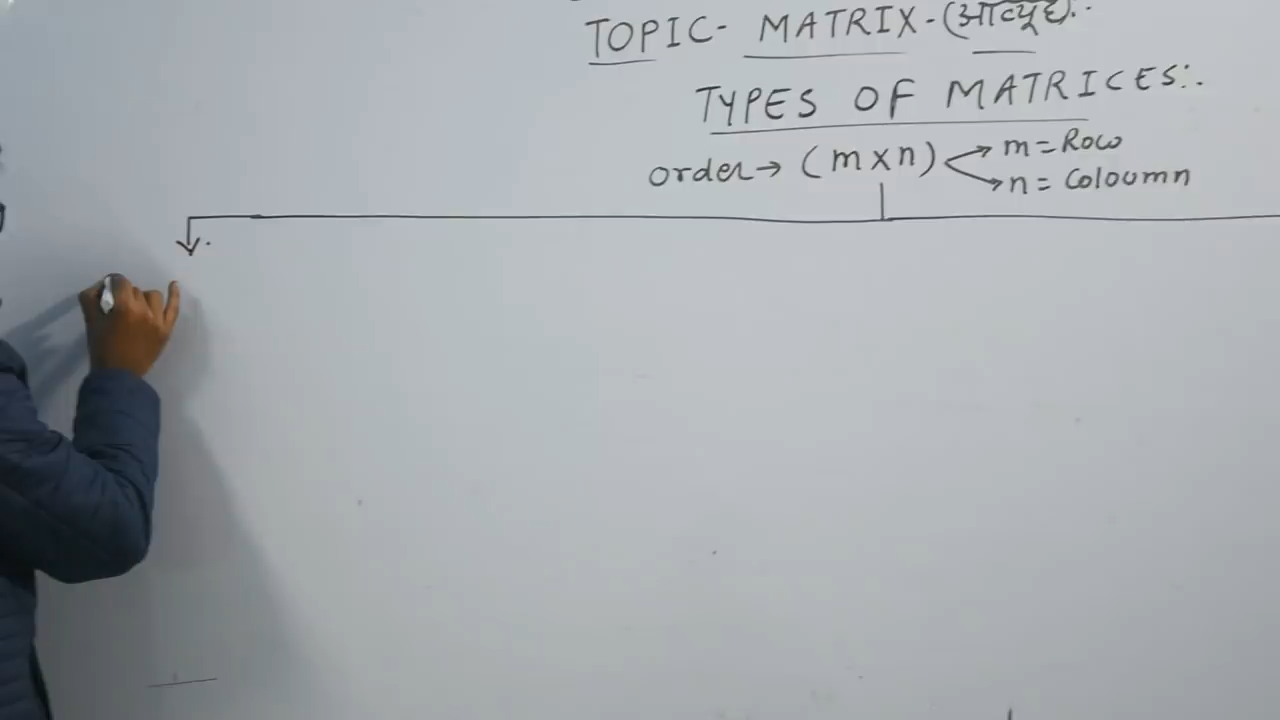 TOPIC- MATRIX-(आव्यूह).
TYPES OF MATRICES:.
order→ (m×n) → m=Row
→ n= Coloumn